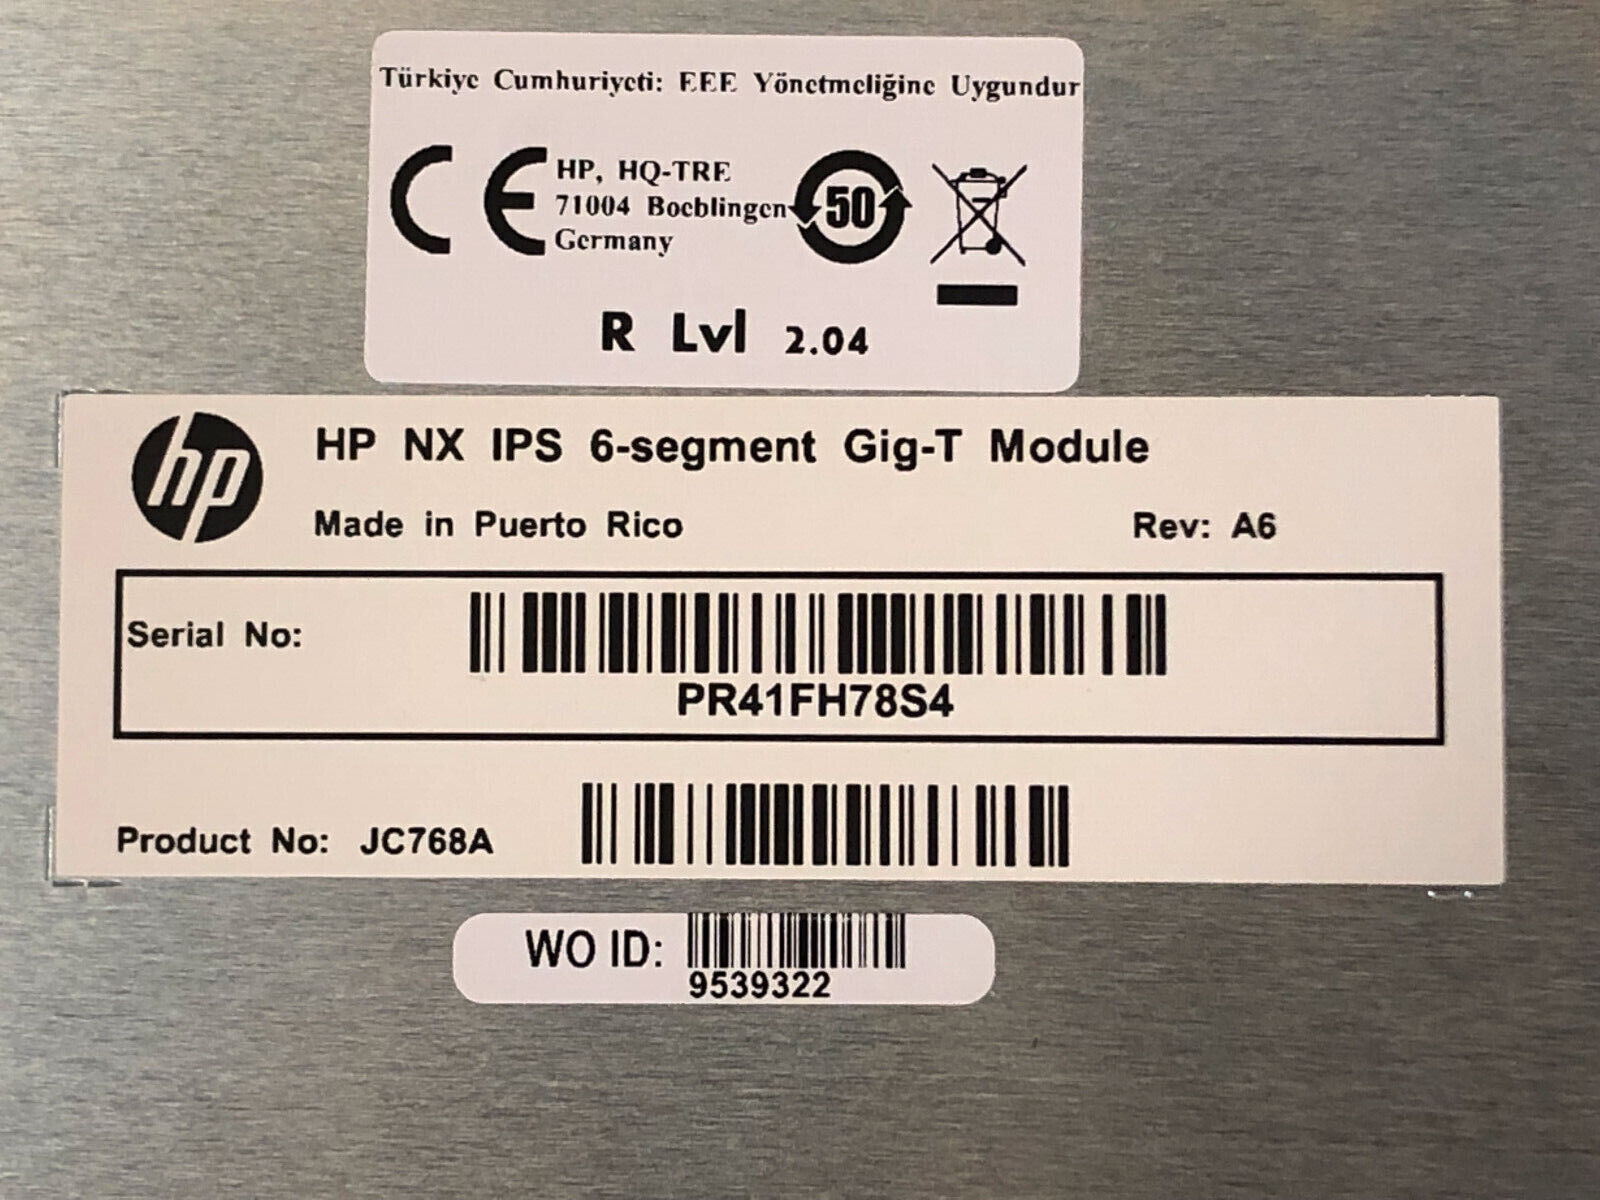 Türkiye Cumhuriyeti: EEE Yönetmeliğine Uygundur
CE
HP, HQ-TRE
71004 Boeblingen
Germany
50
R Lvl 2.04
hp
HP NX IPS 6-segment Gig-T Module
Made in Puerto Rico
Rev: A6
Serial No:
PR41FH78S4
Product No: JC768A
WO ID:
9539322